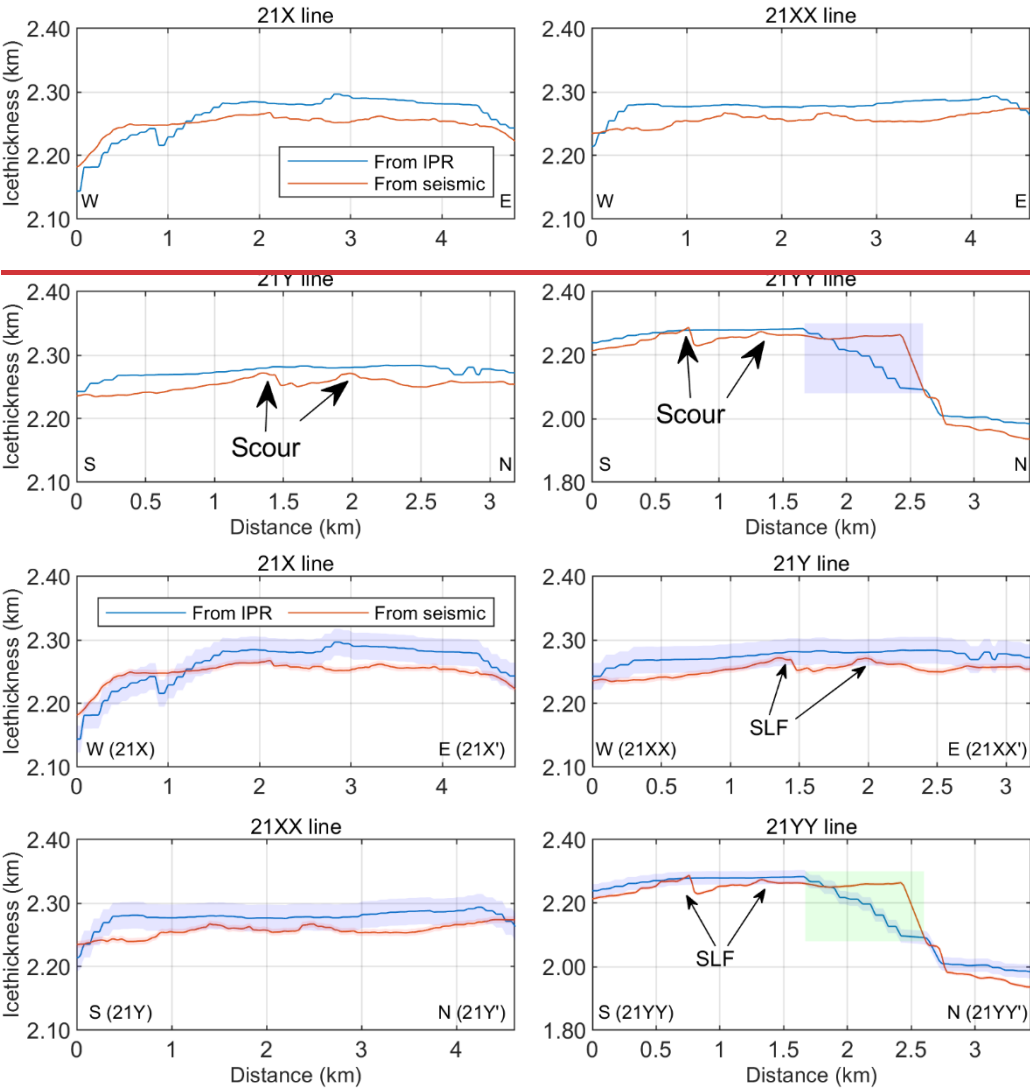 21X line
21XX line
Icethickness (km)
2.40
2.30
2.20
2.10
From IPR
From seismic
W
E
0 1 2 3 4
2.40
2.30
2.20
2.10
W
E
0 1 2 3 4
21Y line
21YY line
Icethickness (km)
2.40
2.30
2.20
2.10
Scour
S
N
0 0.5 1 1.5 2 2.5 3
Distance (km)
2.40
2.20
2.00
1.80
Scour
S
N
0 0.5 1 1.5 2 2.5 3
Distance (km)
21X line
21Y line
Icethickness (km)
2.40
2.30
2.20
2.10
From IPR
From seismic
W (21X)
E (21X')
0 1 2 3 4
2.40
2.30
2.20
2.10
SLF
W (21XX)
E (21XX')
0 0.5 1 1.5 2 2.5 3
21XX line
21YY line
Icethickness (km)
2.40
2.30
2.20
2.10
S (21Y)
N (21Y')
0 1 2 3 4
Distance (km)
2.40
2.20
2.00
1.80
SLF
S (21YY)
N (21YY')
0 0.5 1 1.5 2 2.5 3
Distance (km)